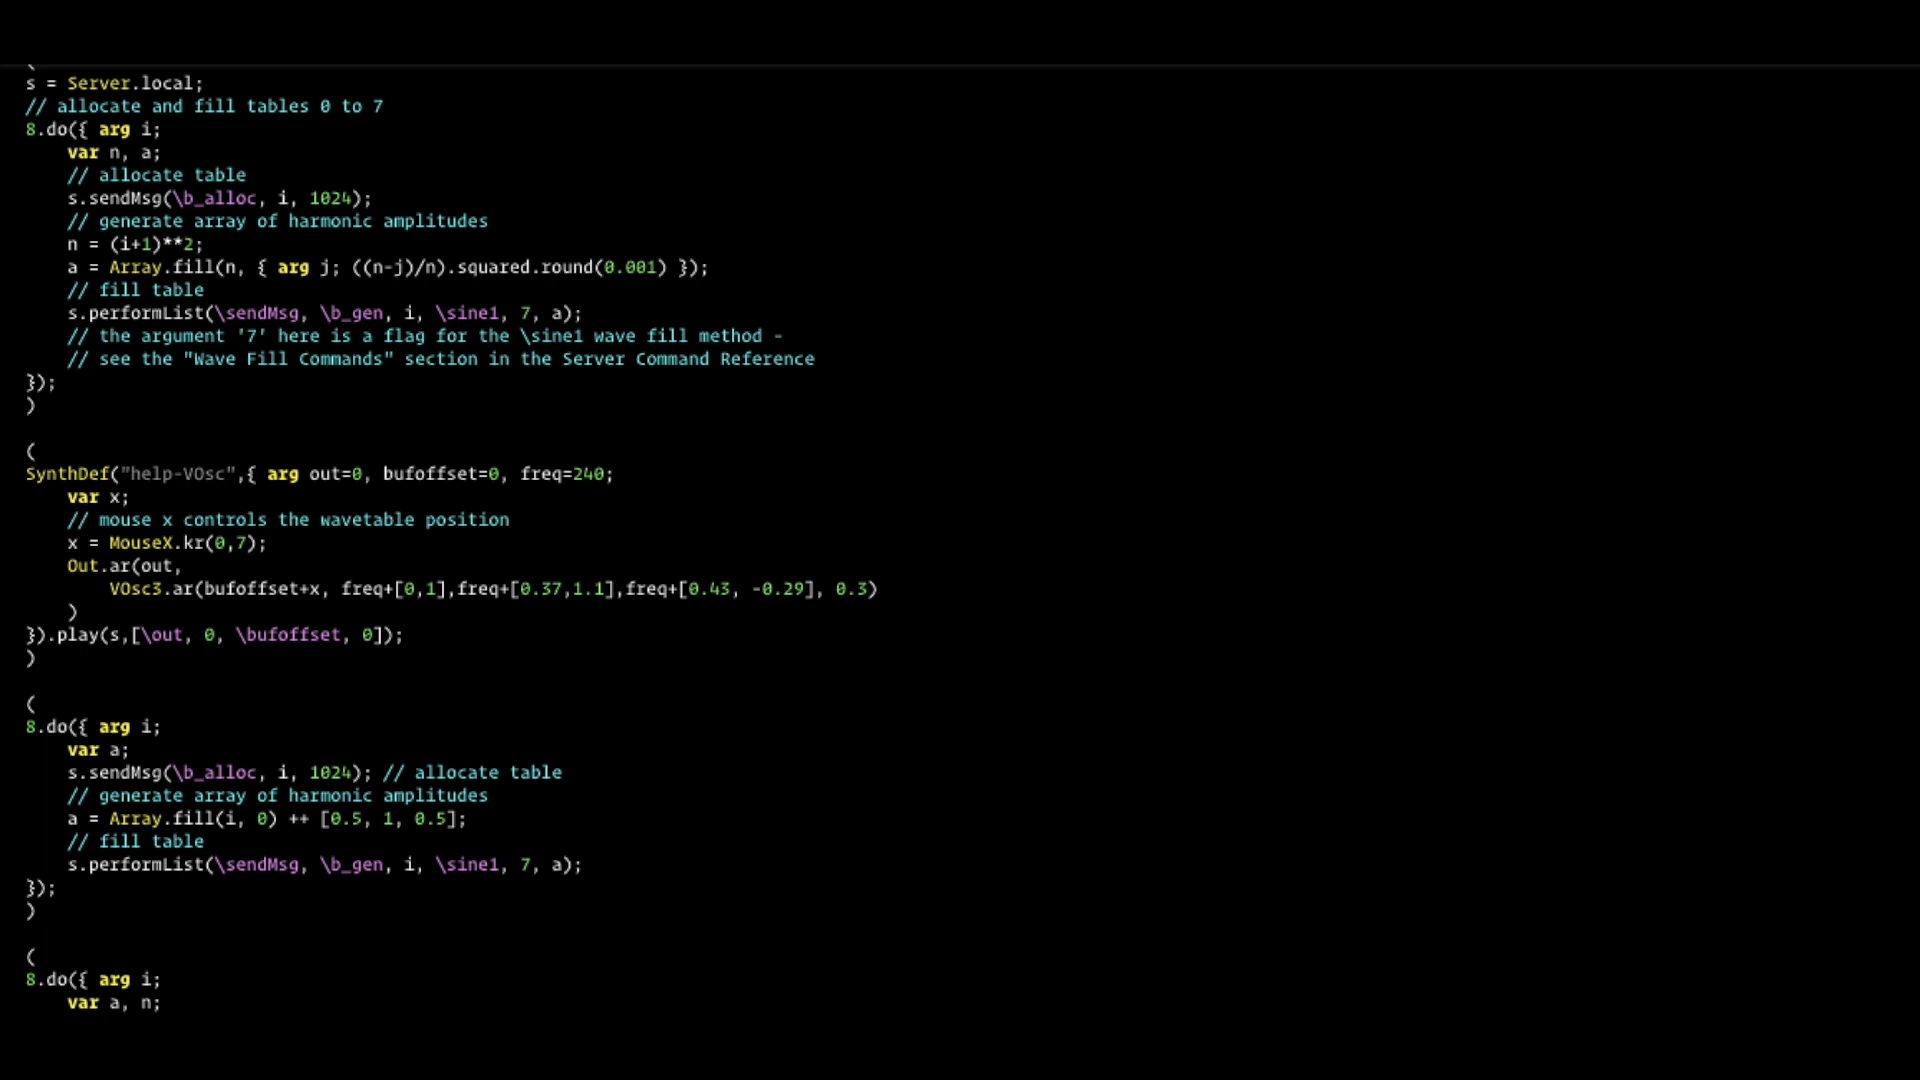 (
s = Server.local;
// allocate and fill tables 0 to 7
8.do({ arg i;
    var n, a;
    // allocate table
    s.sendMsg(\b_alloc, i, 1024);
    // generate array of harmonic amplitudes
    n = (i+1)**2;
    a = Array.fill(n, { arg j; ((n-j)/n).squared.round(0.001) });
    // fill table
    s.performList(\sendMsg, \b_gen, i, \sine1, 7, a);
    // the argument '7' here is a flag for the \sine1 wave fill method -
    // see the "Wave Fill Commands" section in the Server Command Reference
});
)

(
SynthDef("help-VOsc",{ arg out=0, bufoffset=0, freq=240;
    var x;
    // mouse x controls the wavetable position
    x = MouseX.kr(0,7);
    Out.ar(out,
        VOsc3.ar(bufoffset+x, freq+[0,1],freq+[0.37,1.1],freq+[0.43, -0.29], 0.3)
    )
}).play(s,[\out, 0, \bufoffset, 0]);
)

(
8.do({ arg i;
    var a;
    s.sendMsg(\b_alloc, i, 1024); // allocate table
    // generate array of harmonic amplitudes
    a = Array.fill(i, 0) ++ [0.5, 1, 0.5];
    // fill table
    s.performList(\sendMsg, \b_gen, i, \sine1, 7, a);
});
)

(
8.do({ arg i;
    var a, n;